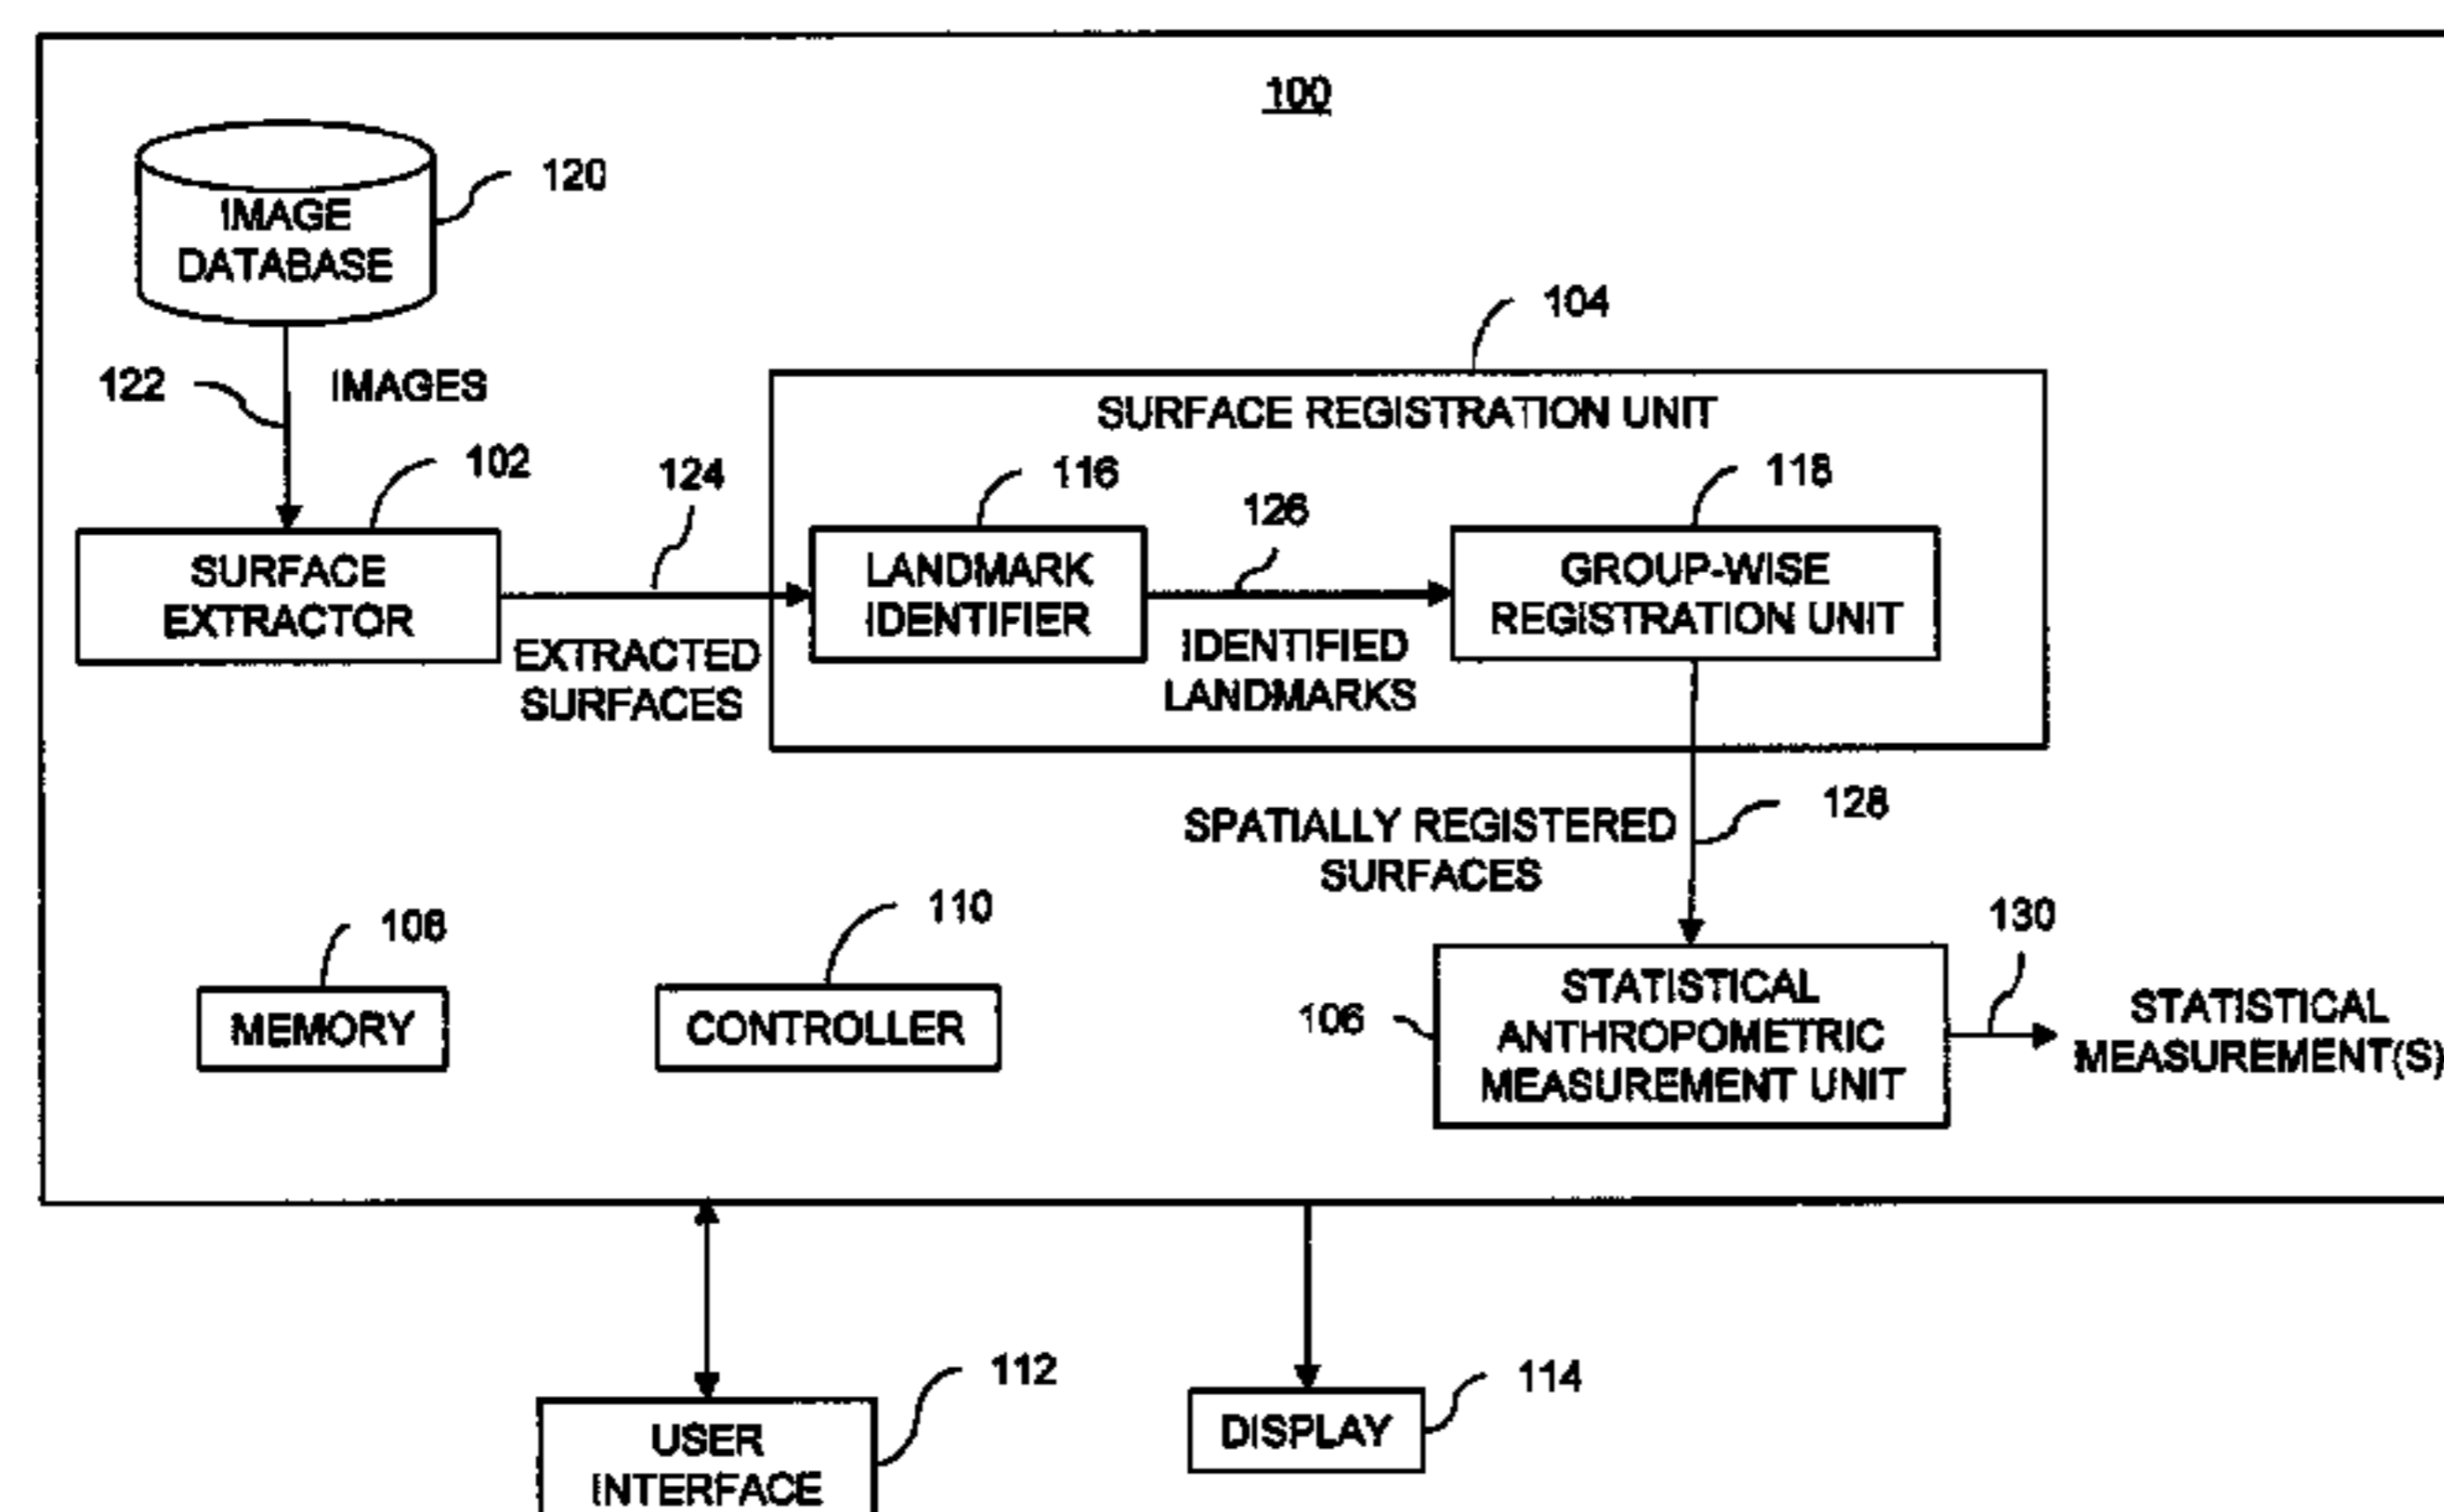 100
120
IMAGE
DATABASE
104
122
IMAGES
SURFACE REGISTRATION UNIT
102
124
116
126
118
SURFACE
EXTRACTOR
LANDMARK
IDENTIFIER
GROUP-WISE
REGISTRATION UNIT
EXTRACTED
SURFACES
IDENTIFIED
LANDMARKS
128
SPATIALLY REGISTERED
SURFACES
108
110
130
MEMORY
CONTROLLER
106
STATISTICAL
ANTHROPOMETRIC
MEASUREMENT UNIT
STATISTICAL
MEASUREMENT(S)
112
114
USER
INTERFACE
DISPLAY